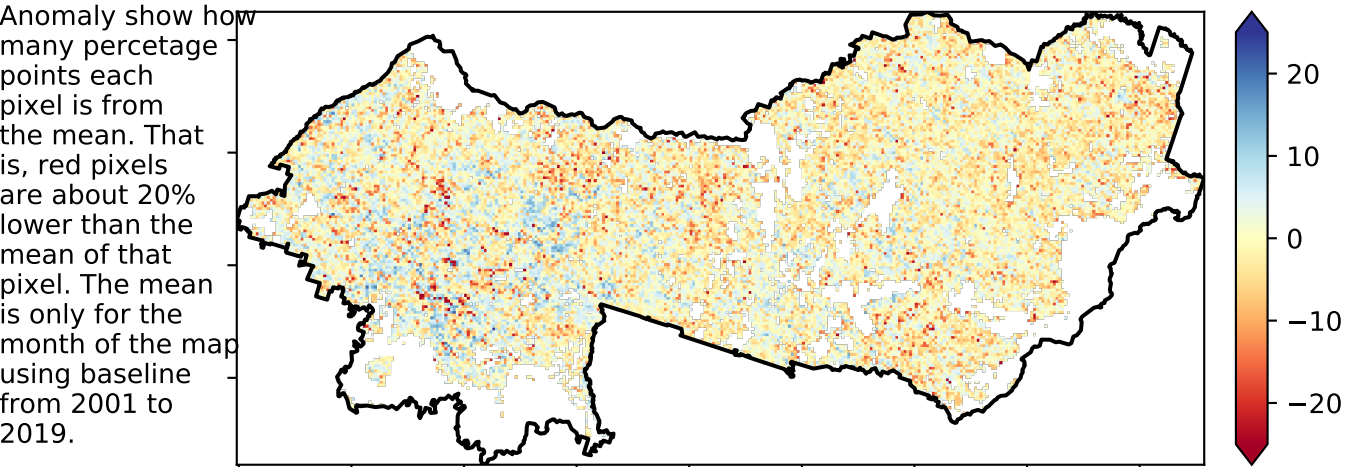 Anomaly show how
many percetage
points each
pixel is from
the mean. That
is, red pixels
are about 20%
lower than the
mean of that
pixel. The mean
is only for the
month of the map
using baseline
from 2001 to
2019.
20
10
0
−10
−20